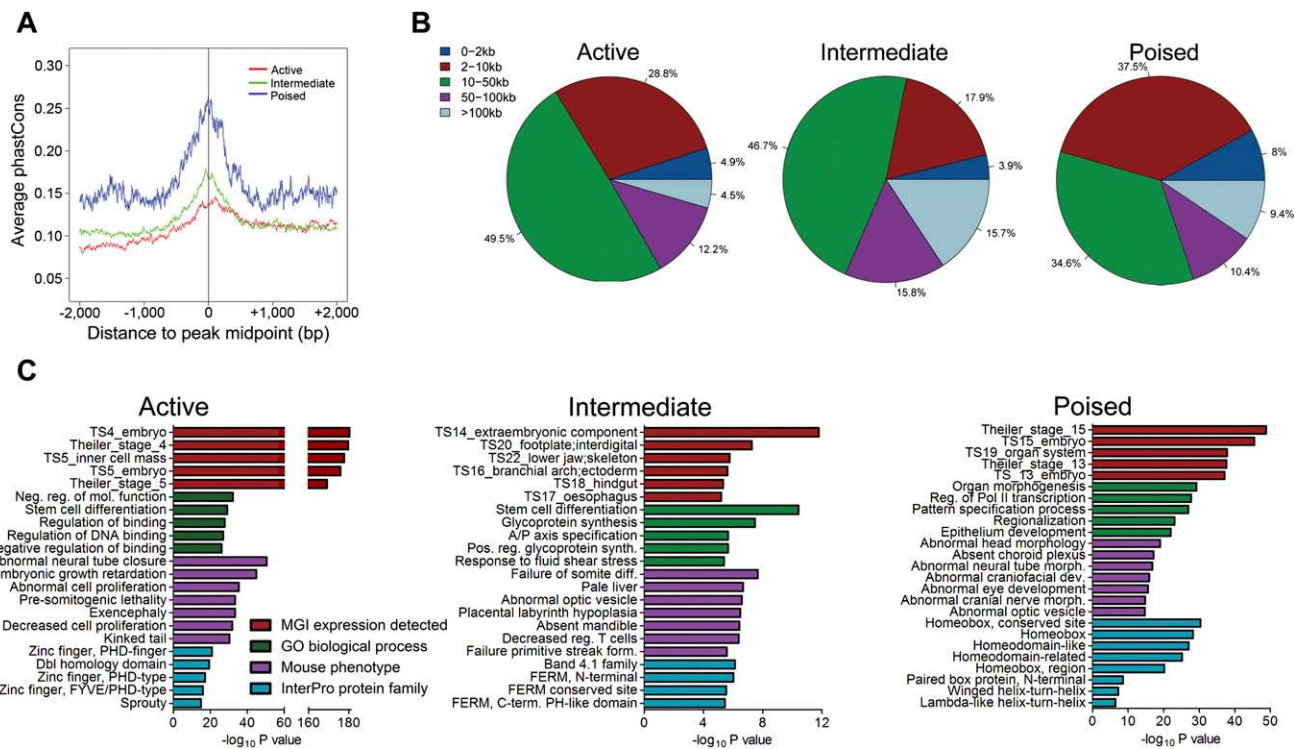 A
0.30
0.25
0.20
0.15
0.10
0.05
Average phastCons
Active
Intermediate
Poised
-2,000
-1,000
0
+1,000
+2,000
Distance to peak midpoint (bp)
B
0-2kb
2-10kb
10-50kb
50-100kb
>100kb
Active
28.8%
4.9%
4.5%
12.2%
49.5%
Intermediate
17.9%
3.9%
15.7%
15.8%
46.7%
Poised
37.5%
8%
9.4%
10.4%
34.6%
C
Active
TS4_embryo
Theiler_stage_4
TS5_inner cell mass
TS5_embryo
Theiler_stage_5
Neg. reg. of mol. function
Stem cell differentiation
Regulation of binding
Regulation of DNA binding
egative regulation of binding
bnormal neural tube closure
mbryonic growth retardation
Abnormal cell proliferation
Pre-somitogenic lethality
Exencephaly
Decreased cell proliferation
Kinked tail
Zinc finger, PHD-finger
Dbl homology domain
Zinc finger, PHD-type
Zinc finger, FYVE/PHD-type
Sprouty
0 20 40 60 160 180
-log10 P value
MGI expression detected
GO biological process
Mouse phenotype
InterPro protein family
Intermediate
TS14_extraembryonic component
TS20_footplate;interdigital
TS22_lower jaw;skeleton
TS16_branchial arch;ectoderm
TS18_hindgut
TS17_oesophagus
Stem cell differentiation
Glycoprotein synthesis
A/P axis specification
Pos. reg. glycoprotein synth.
Response to fluid shear stress
Failure of somite diff.
Pale liver
Abnormal optic vesicle
Placental labyrinth hypoplasia
Absent mandible
Decreased reg. T cells
Failure primitive streak form.
Band 4.1 family
FERM, N-terminal
FERM conserved site
FERM, C-term. PH-like domain
0 4 8 12
-log10 P value
Poised
Theiler_stage_15
TS15_embryo
TS19_organ system
Theiler_stage_13
TS_13_embryo
Organ morphogenesis
Reg. of Pol II transcription
Pattern specification process
Regionalization
Epithelium development
Abnormal head morphology
Absent choroid plexus
Abnormal neural tube morph.
Abnormal craniofacial dev.
Abnormal eye development
Abnormal cranial nerve morph.
Abnormal optic vesicle
Homeobox, conserved site
Homeobox
Homeodomain-like
Homeodomain-related
Homeobox, region
Paired box protein, N-terminal
Winged helix-turn-helix
Lambda-like helix-turn-helix
0 10 20 30 40 50
-log10 P value